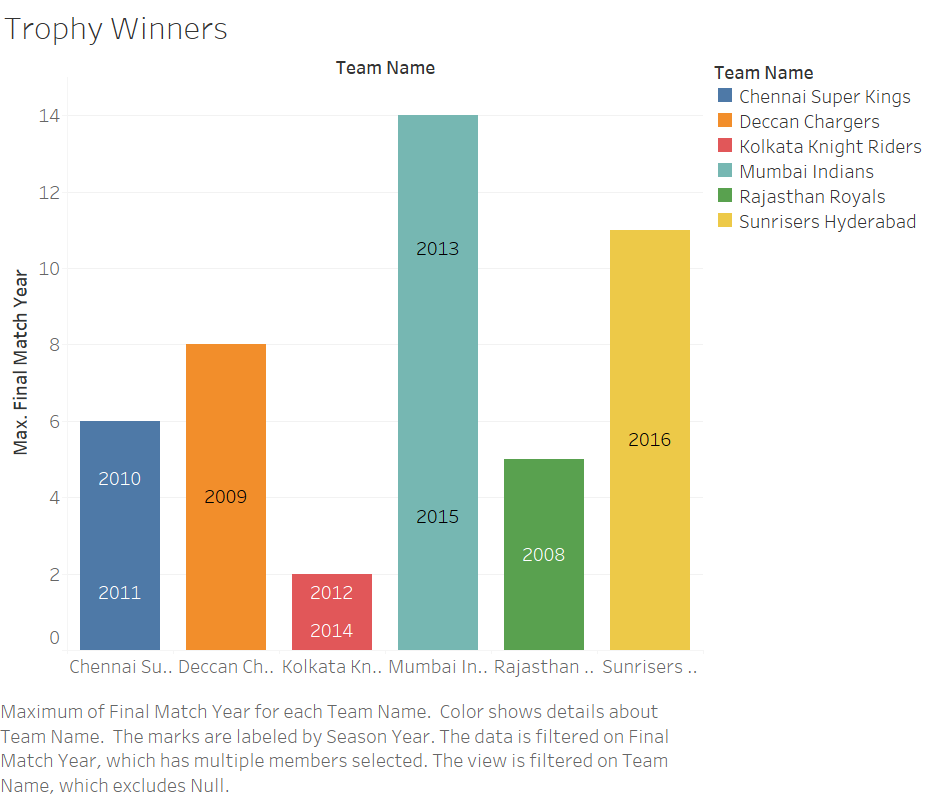 Trophy Winners
Team Name
Max. Final Match Year
14
12
10
8
6
4
2
0
2010
2011
2009
2012
2014
2013
2015
2008
2016
Chennai Su.. Deccan Ch.. Kolkata Kn.. Mumbai In.. Rajasthan .. Sunrisers ..
Team Name
Chennai Super Kings
Deccan Chargers
Kolkata Knight Riders
Mumbai Indians
Rajasthan Royals
Sunrisers Hyderabad
Maximum of Final Match Year for each Team Name.  Color shows details about
Team Name.  The marks are labeled by Season Year. The data is filtered on Final
Match Year, which has multiple members selected. The view is filtered on Team
Name, which excludes Null.